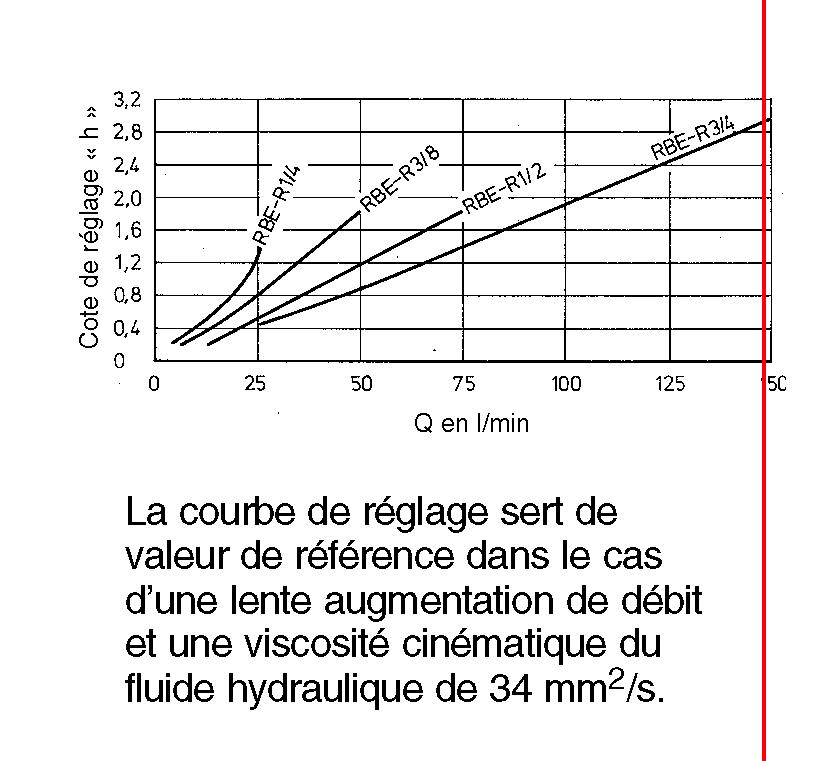 3,2
2,8
2,4
2,0
1,6
1,2
0,8
0,4
0
Cote de réglage « h »
RBE-R1/4
RBE-R3/8
RBE-R1/2
RBE-R3/4
0 25 50 75 100 125 50
Q en l/min
La courbe de réglage sert de
valeur de référence dans le cas
d'une lente augmentation de débit
et une viscosité cinématique du
fluide hydraulique de 34 mm²/s.